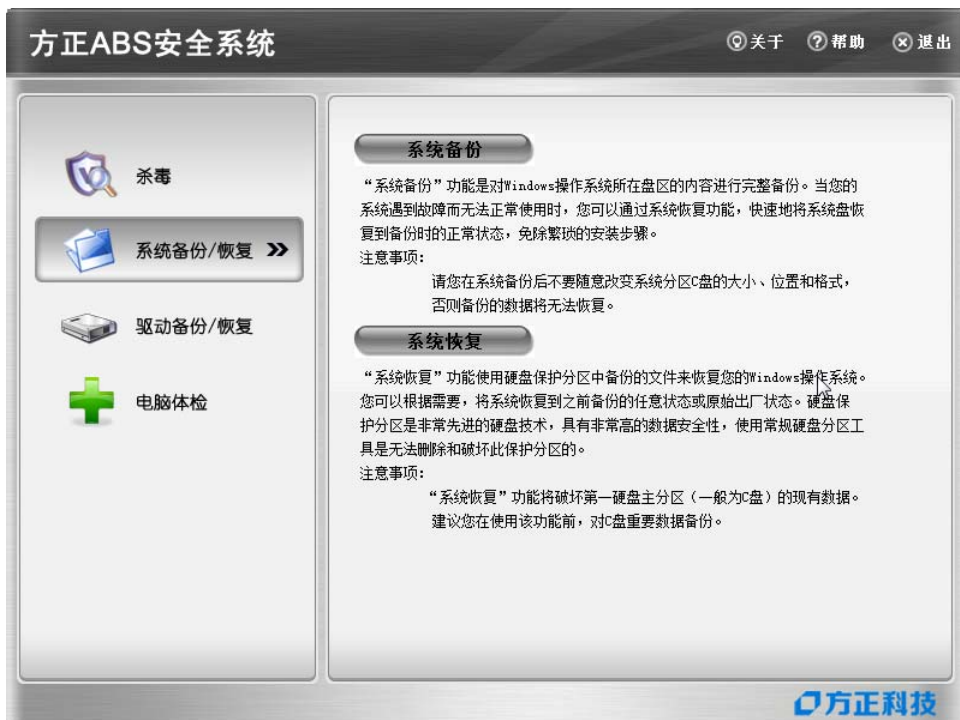 方正ABS安全系统
关于 帮助 退出
杀毒
系统备份/恢复
驱动备份/恢复
电脑体检
系统备份
“系统备份”功能是对Windows操作系统所在盘区的内容进行完整备份。当您的
系统遇到故障而无法正常使用时，您可以通过系统恢复功能，快速地将系统盘恢
复到备份时的正常状态，免除繁琐的安装步骤。
注意事项：
请您在系统备份后不要随意改变系统分区C盘的大小、位置和格式，
否则备份的数据将无法恢复。
系统恢复
“系统恢复”功能使用硬盘保护分区中备份的文件来恢复您的Windows操作系统。
您可以根据需要，将系统恢复到之前备份的任意状态或原始出厂状态。硬盘保
护分区是非常先进的硬盘技术，具有非常高的数据安全性，使用常规硬盘分区工
具是无法删除和破坏此保护分区的。
注意事项：
“系统恢复”功能将破坏第一硬盘主分区（一般为C盘）的现有数据。
建议您在使用该功能前，对C盘重要数据备份。
方正科技